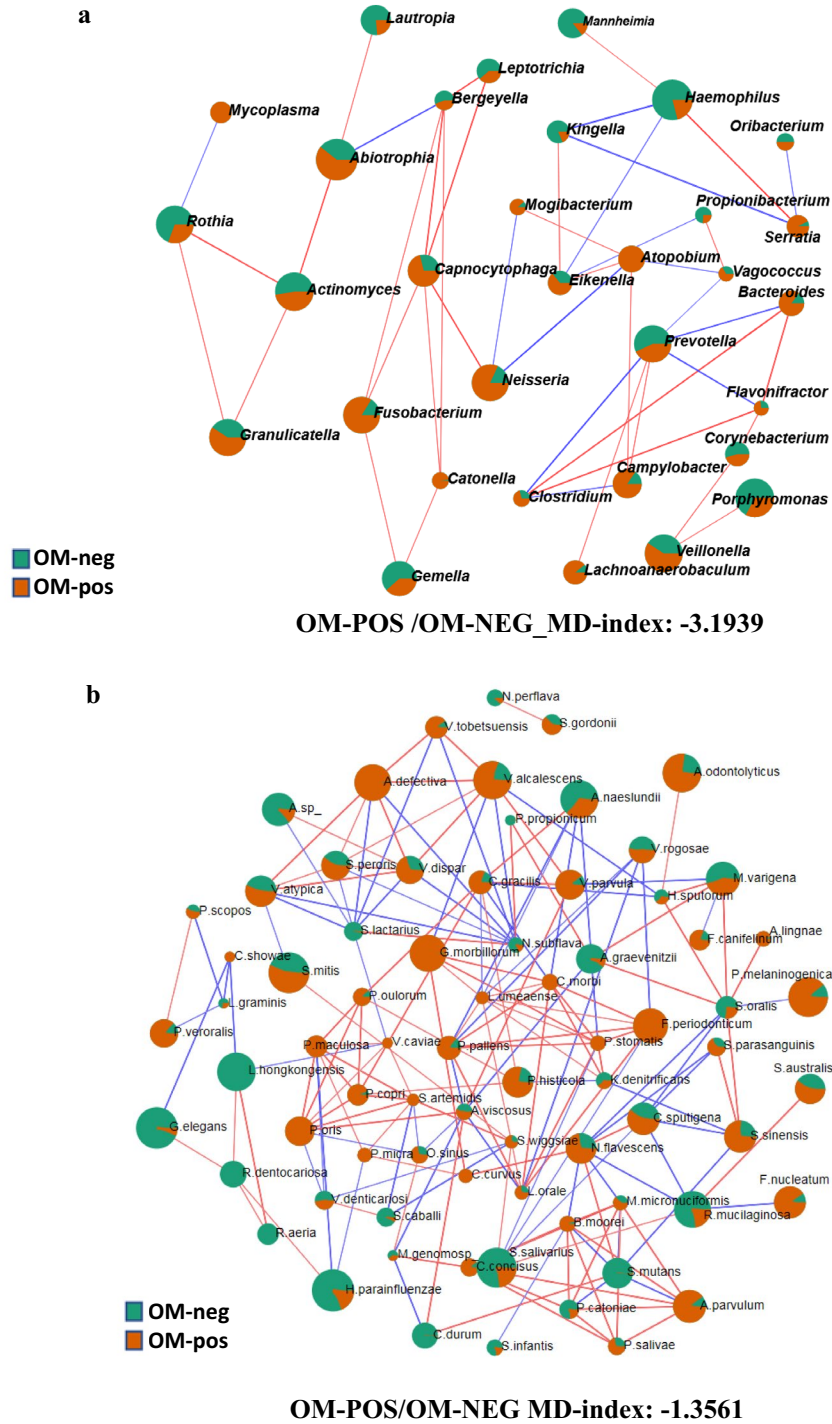 a
Lautropia
Mannheimia
Leptotrichia
Bergeyella
Haemophilus
Mycoplasma
Kingella
Oribacterium
Abiotrophia
Mogibacterium
Propionibacterium
Rothia
Serratia
Capnocytophaga
Atopobium
Vagococcus
Actinomyces
Eikenella
Bacteroides
Prevotella
Neisseria
Flavonifractor
Fusobacterium
Granulicatella
Corynebacterium
Catonella
Campylobacter
Clostridium
Porphyromonas
OM-neg
Veillonella
OM-pos
Gemella
Lachnoanaerobaculum
OM-POS /OM-NEG_MD-index: -3.1939
b
N.perflava
V.tobetsuensis
S.gordonii
A.defectiva
V.alcalescens
A.odontolyticus
A.naeslundii
A.sp_
P.propionicum
V.rogosae
S.peroris
V.dispar
C.gracilis
V.parvula
M.varigena
V.atypica
H.sputorum
P.scopos
S.lactarius
N.subflava
F.canifelinum
A.lingnae
C.showae
G.morbillorum
A.graevenitzii
S.mitis
C.morbi
P.melaninogenica
L.graminis
P.oulorum
L.umeaense
S.oralis
P.veroralis
F.periodonticum
P.maculosa
V.caviae
P.pallens
P.stomatis
S.parasanguinis
L.hongkongensis
P.histicola
K.denitrificans
S.australis
P.copri
S.artemidis
A.viscosus
C.sputigena
G.elegans
P.oris
S.wiggsiae
N.flavescens
S.sinensis
P.micra
O.sinus
R.dentocariosa
C.curvus
F.nucleatum
V.denticariosi
L.orale
M.micronuciformis
R.mucilaginosa
S.caballi
B.moorei
R.aeria
M.genomosp
S.salivarius
C.concisus
S.mutans
H.parainfluenzae
P.catoniae
A.parvulum
OM-neg
C.durum
S.infantis
P.salivae
OM-pos
OM-POS/OM-NEG MD-index: -1.3561